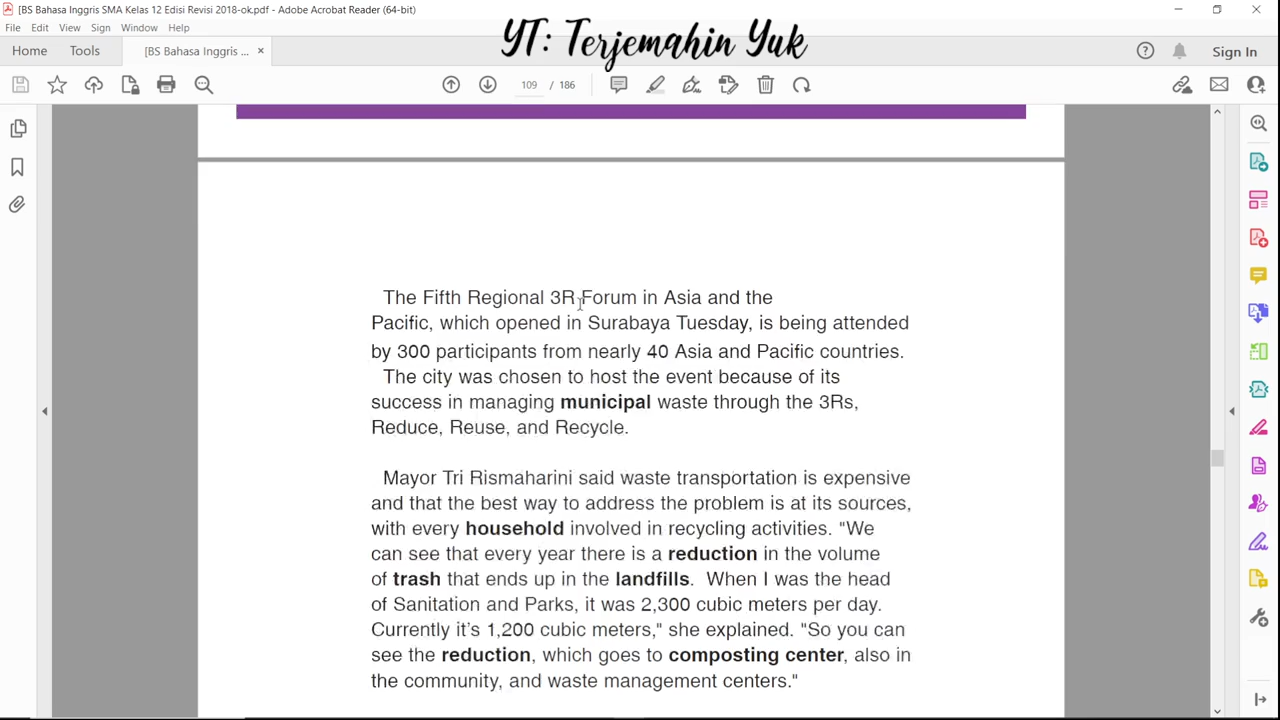 [BS Bahasa Inggris SMA Kelas 12 Edisi Revisi 2018-ok.pdf - Adobe Acrobat Reader (64-bit)
File Edit View Sign Window Help
YT: Terjemahin Yuk
Home Tools [BS Bahasa Inggris ... × Sign In
109 / 186
The Fifth Regional 3R Forum in Asia and the
Pacific, which opened in Surabaya Tuesday, is being attended
by 300 participants from nearly 40 Asia and Pacific countries.
The city was chosen to host the event because of its
success in managing municipal waste through the 3Rs,
Reduce, Reuse, and Recycle.
Mayor Tri Rismaharini said waste transportation is expensive
and that the best way to address the problem is at its sources,
with every household involved in recycling activities. "We
can see that every year there is a reduction in the volume
of trash that ends up in the landfills. When I was the head
of Sanitation and Parks, it was 2,300 cubic meters per day.
Currently it's 1,200 cubic meters," she explained. "So you can
see the reduction, which goes to composting center, also in
the community, and waste management centers."